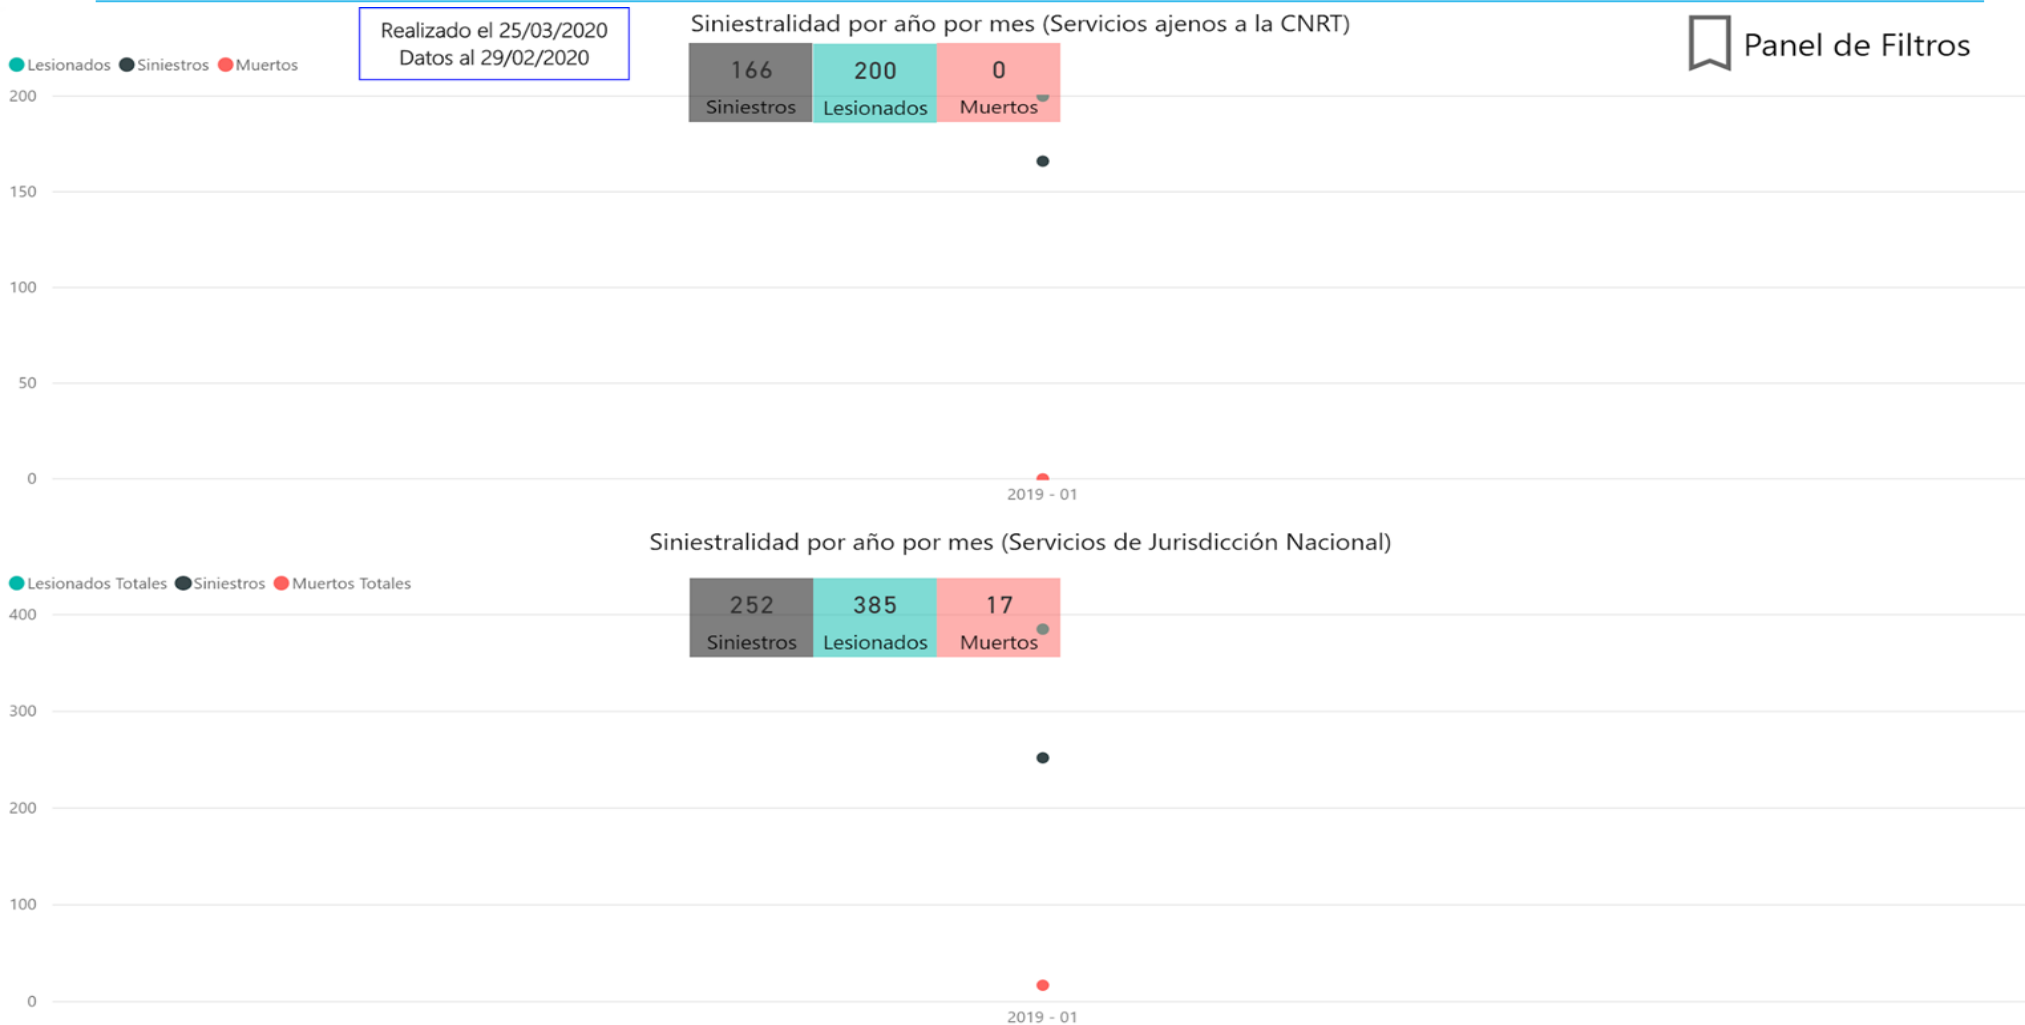 Realizado el 25/03/2020
Datos al 29/02/2020
Siniestralidad por año por mes (Servicios ajenos a la CNRT)
Panel de Filtros
Lesionados Siniestros Muertos
166 200 0
Siniestros Lesionados Muertos
200
150
100
50
0
2019 - 01
Siniestralidad por año por mes (Servicios de Jurisdicción Nacional)
Lesionados Totales Siniestros Muertos Totales
252 385 17
Siniestros Lesionados Muertos
400
300
200
100
0
2019 - 01